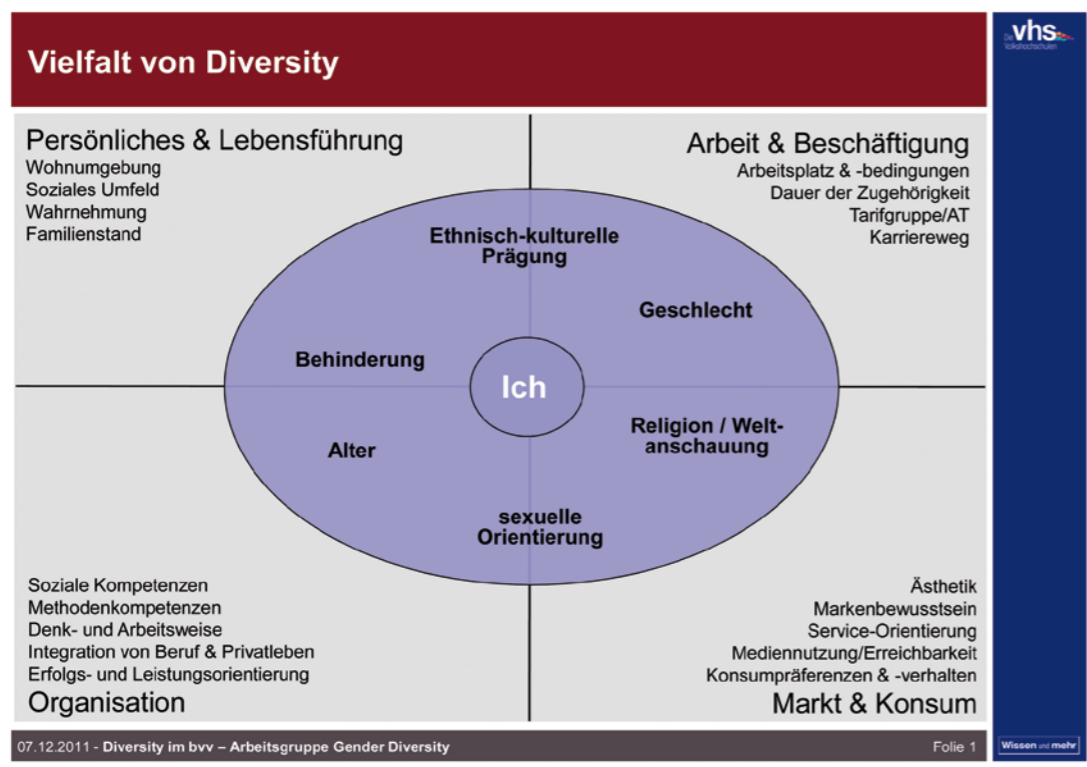 Vielfalt von Diversity
Die
vhs
Volkshochschulen
Persönliches & Lebensführung
Wohnumgebung
Soziales Umfeld
Wahrnehmung
Familienstand
Arbeit & Beschäftigung
Arbeitsplatz & -bedingungen
Dauer der Zugehörigkeit
Tarifgruppe/AT
Karriereweg
Ethnisch-kulturelle
Prägung
Geschlecht
Behinderung
Ich
Religion / Welt-
anschauung
Alter
sexuelle
Orientierung
Soziale Kompetenzen
Methodenkompetenzen
Denk- und Arbeitsweise
Integration von Beruf & Privatleben
Erfolgs- und Leistungsorientierung
Organisation
Ästhetik
Markenbewusstsein
Service-Orientierung
Mediennutzung/Erreichbarkeit
Konsumpräferenzen & -verhalten
Markt & Konsum
07.12.2011 - Diversity im bvv – Arbeitsgruppe Gender Diversity
Folie 1
Wissen und mehr